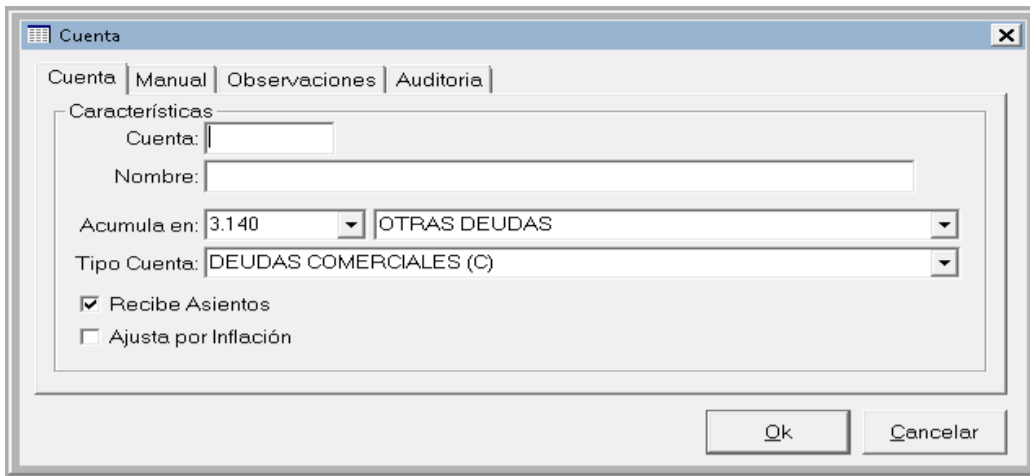 Cuenta
Cuenta Manual Observaciones Auditoria
Características
Cuenta:
Nombre:
Acumula en: 3.140 OTRAS DEUDAS
Tipo Cuenta: DEUDAS COMERCIALES (C)
Recibe Asientos
Ajusta por Inflación
Ok Cancelar